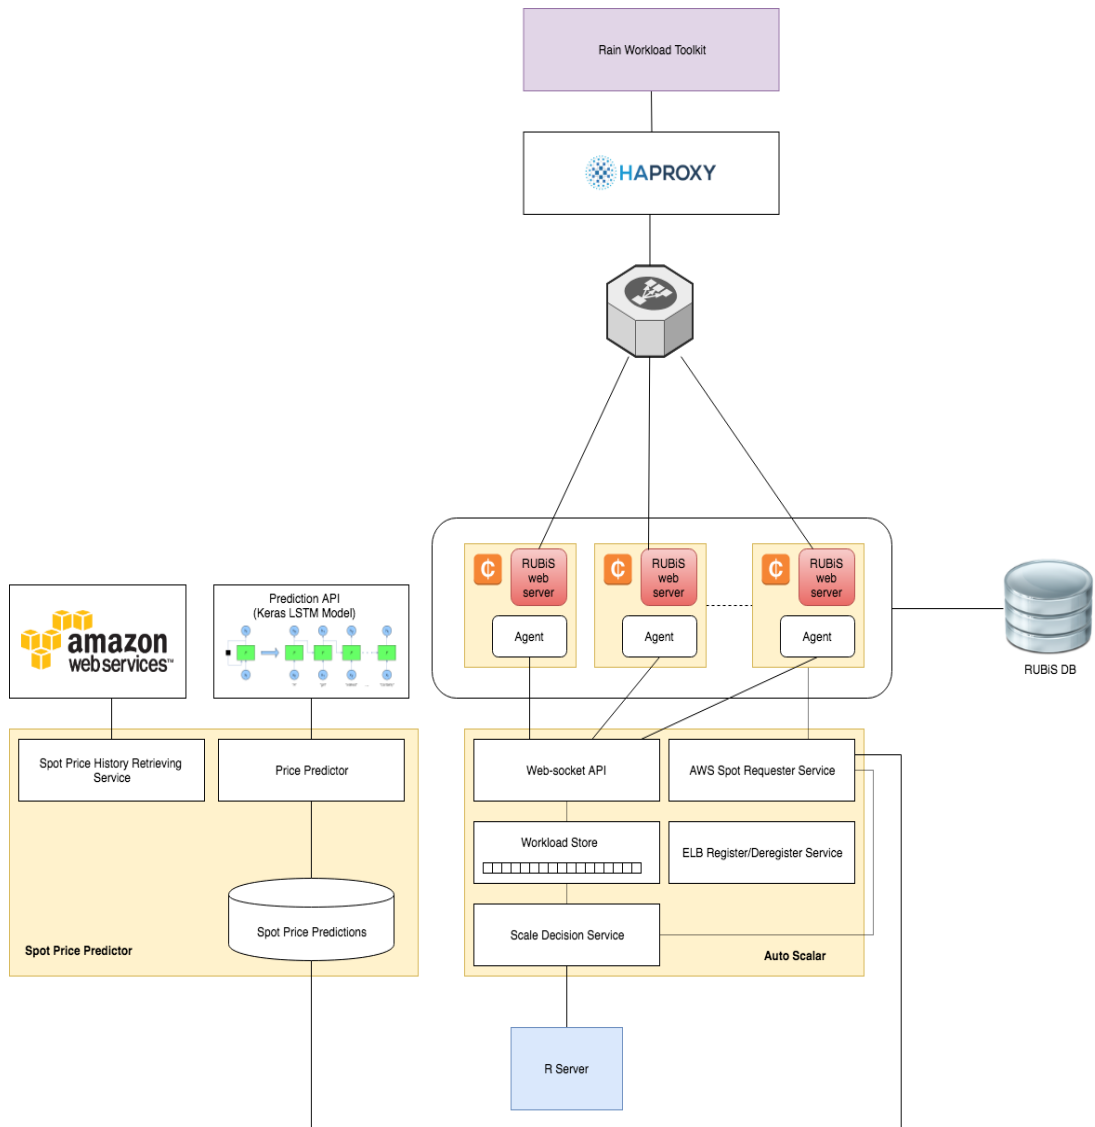 Rain Workload Toolkit
HAPROXY
RUBiS
web
server
Agent
RUBiS
web
server
Agent
RUBiS
web
server
Agent
RUBiS DB
amazon
webservices™
Prediction API
(Keras LSTM Model)
Spot Price History Retrieving
Service
Price Predictor
Spot Price Predictions
Spot Price Predictor
Web-socket API
AWS Spot Requester Service
Workload Store
ELB Register/Deregister Service
Scale Decision Service
Auto Scalar
R Server